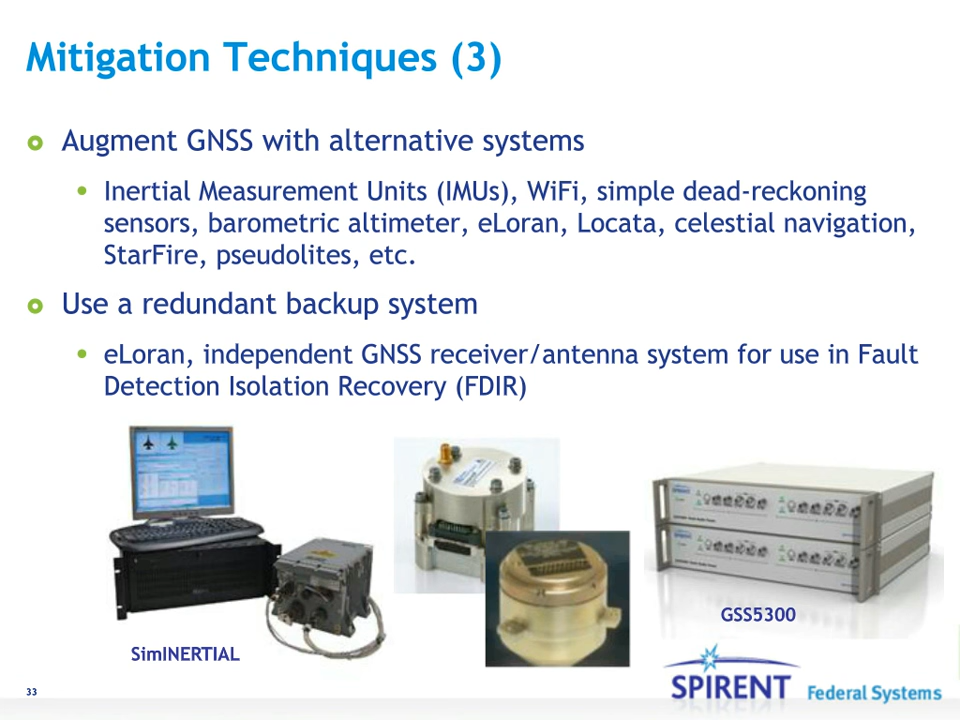 Mitigation Techniques (3)
Augment GNSS with alternative systems
Inertial Measurement Units (IMUs), WiFi, simple dead-reckoning
sensors, barometric altimeter, eLoran, Locata, celestial navigation,
StarFire, pseudolites, etc.
Use a redundant backup system
eLoran, independent GNSS receiver/antenna system for use in Fault
Detection Isolation Recovery (FDIR)
SPIRENT
SPIRENT
GSS5300
SimINERTIAL
33
SPIRENT Federal Systems